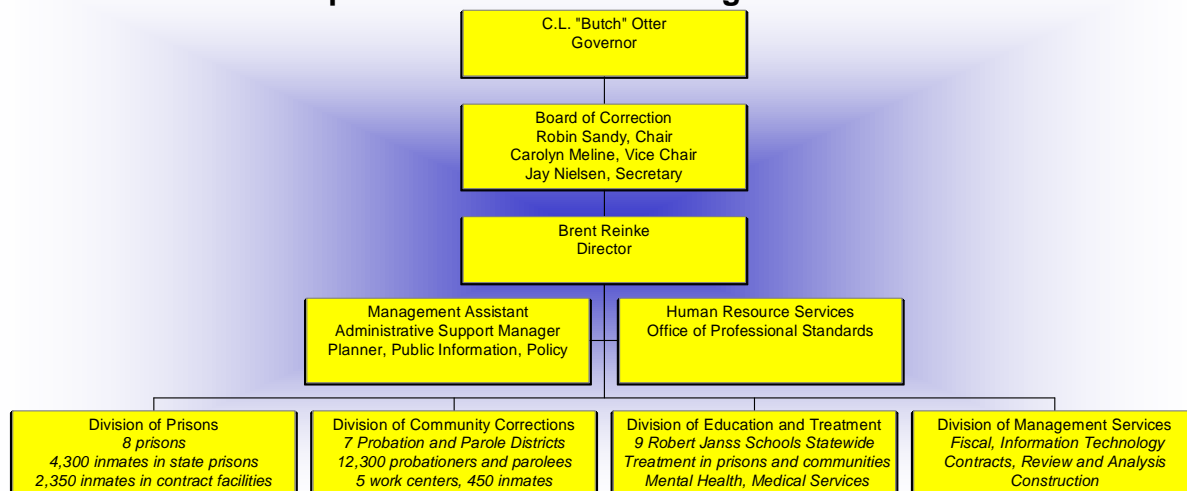 C.L. "Butch" Otter
Governor
Board of Correction
Robin Sandy, Chair
Carolyn Meline, Vice Chair
Jay Nielsen, Secretary
Brent Reinke
Director
Management Assistant
Administrative Support Manager
Planner, Public Information, Policy
Human Resource Services
Office of Professional Standards
Division of Prisons
8 prisons
4,300 inmates in state prisons
2,350 inmates in contract facilities
Division of Community Corrections
7 Probation and Parole Districts
12,300 probationers and parolees
5 work centers, 450 inmates
Division of Education and Treatment
9 Robert Janss Schools Statewide
Treatment in prisons and communities
Mental Health, Medical Services
Division of Management Services
Fiscal, Information Technology
Contracts, Review and Analysis
Construction